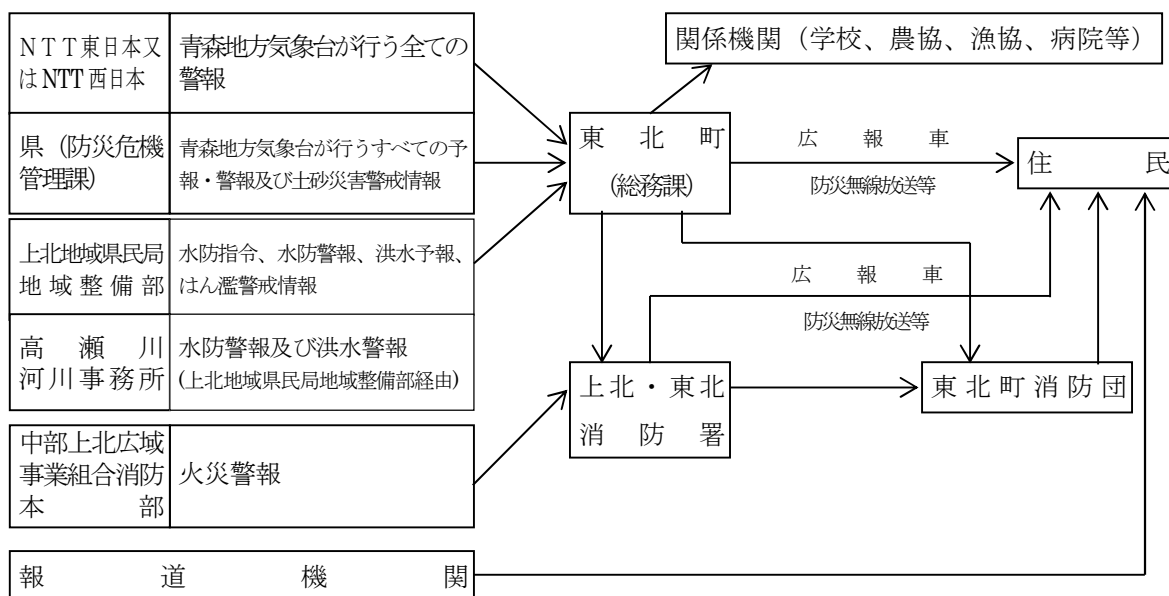 NTT東日本又
はNTT西日本
青森地方気象台が行う全ての
警報
県(防災危機
管理課)
青森地方気象台が行うすべての予
報・警報及び土砂災害警戒情報
上北地域県民局
地域整備部
水防指令、水防警報、洪水予報、
はん濫警戒情報
高瀬川
河川事務所
水防警報及び洪水警報
(上北地域県民局地域整備部経由)
中部上北広域
事業組合消防
本部
火災警報
報道機関
関係機関(学校、農協、漁協、病院等)
東北町
(総務課)
広報車
防災無線放送等
住民
広報車
防災無線放送等
上北・東北
消防署
東北町消防団